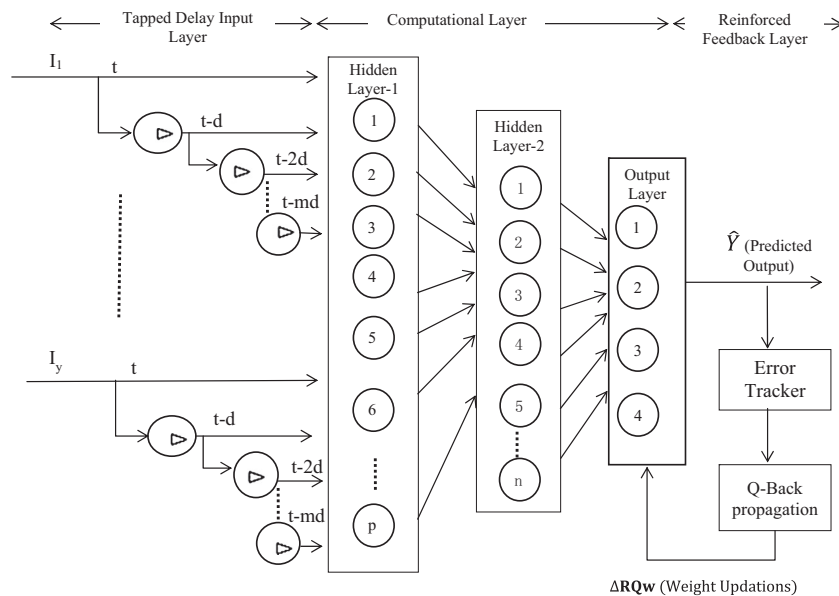 Tapped Delay Input
Layer
Computational Layer
Reinforced
Feedback Layer
I1
t
t-d
t-2d
t-md
Iy
t
t-d
t-2d
t-md
Hidden
Layer-1
1
2
3
4
5
6
p
Hidden
Layer-2
1
2
3
4
5
n
Output
Layer
1
2
3
4
Ŷ (Predicted
Output)
Error
Tracker
Q-Back
propagation
ΔRQw (Weight Updations)